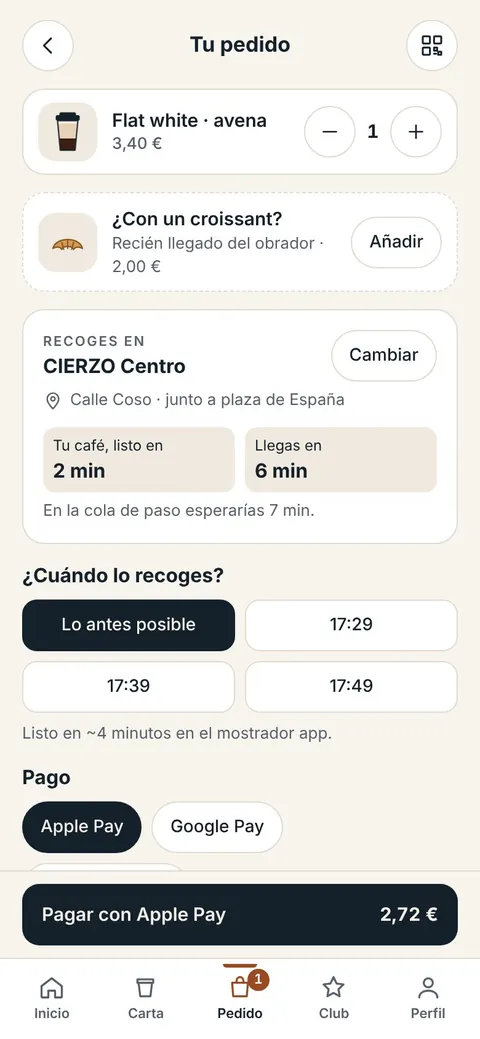 Tu pedido
Flat white · avena
3,40 €
1
¿Con un croissant?
Recién llegado del obrador ·
2,00 €
Añadir
RECOGES EN
CIERZO Centro
Cambiar
Calle Coso · junto a plaza de España
Tu café, listo en
2 min
Llegas en
6 min
En la cola de paso esperarías 7 min.
¿Cuándo lo recoges?
Lo antes posible
17:29
17:39
17:49
Listo en ~4 minutos en el mostrador app.
Pago
Apple Pay
Google Pay
Pagar con Apple Pay
2,72 €
1
Inicio
Carta
Pedido
Club
Perfil